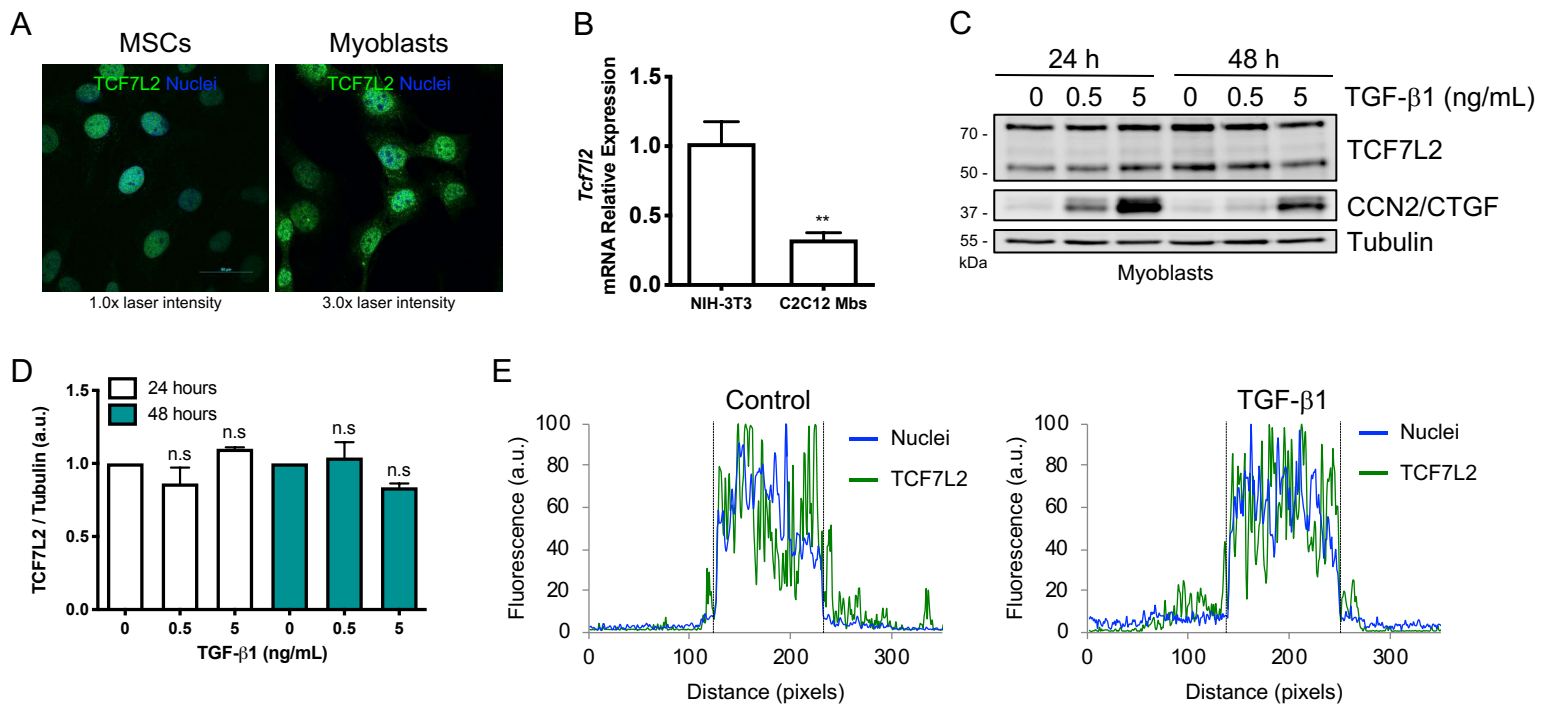 A
MSCs
Myoblasts
TCF7L2 Nuclei
TCF7L2 Nuclei
1.0x laser intensity
3.0x laser intensity
B
Tcf7l2
mRNA Relative Expression
1.5
1.0
0.5
0.0
**
NIH-3T3
C2C12 Mbs
C
24 h
48 h
0 0.5 5 0 0.5 5 TGF-β1 (ng/mL)
70 -
50 -
TCF7L2
37 -
CCN2/CTGF
55 -
Tubulin
kDa
Myoblasts
D
TCF7L2 / Tubulin (a.u.)
1.5
1.0
0.5
0.0
24 hours
48 hours
n.s
n.s
n.s
n.s
0 0.5 5 0 0.5 5
TGF-β1 (ng/mL)
E
Control
Fluorescence (a.u.)
100
80
60
40
20
0
0 100 200 300
Distance (pixels)
Nuclei
TCF7L2
TGF-β1
Fluorescence (a.u.)
100
80
60
40
20
0
0 100 200 300
Distance (pixels)
Nuclei
TCF7L2